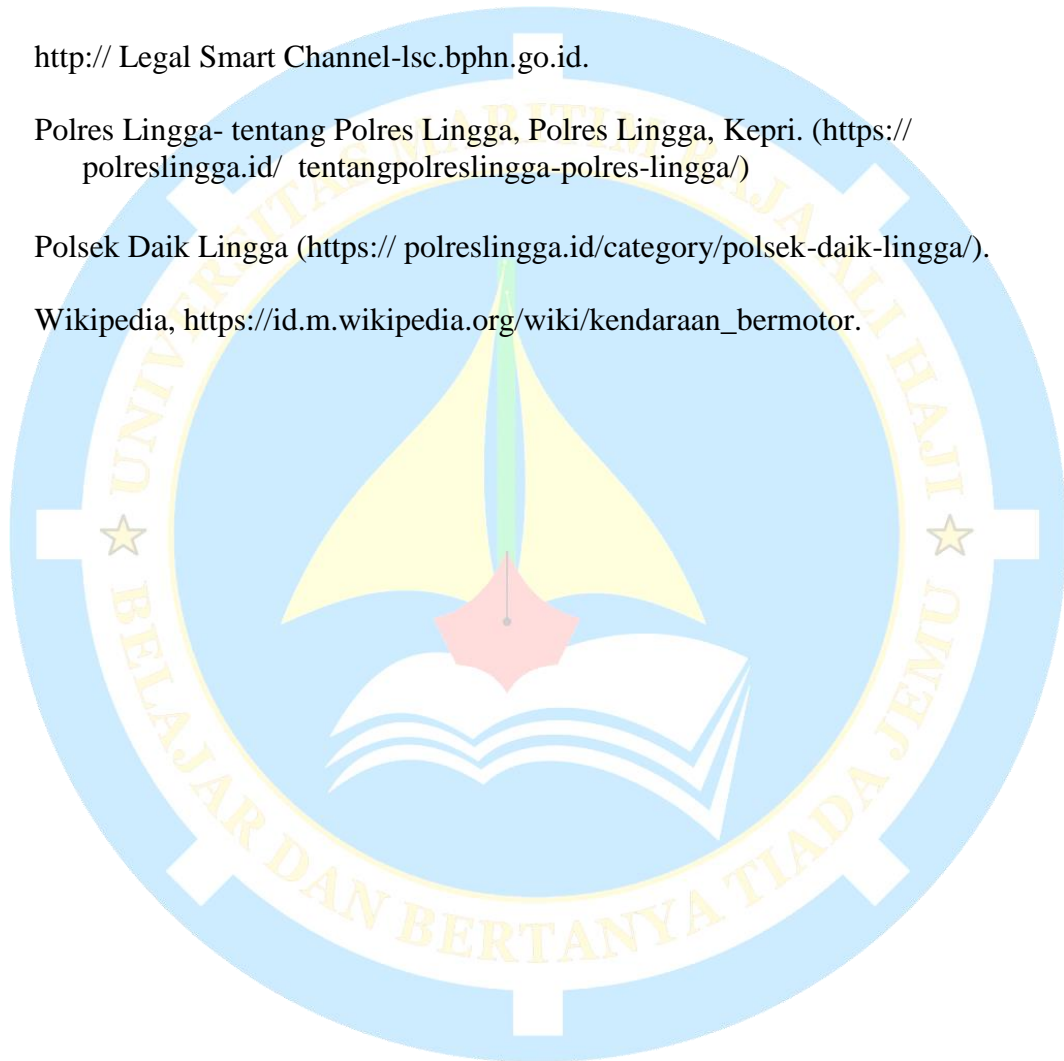 http:// Legal Smart Channel-lsc.bphn.go.id.
Polres Lingga- tentang Polres Lingga, Polres Lingga, Kepri. (https://
polreslingga.id/ tentangpolreslingga-polres-lingga/)
Polsek Daik Lingga (https:// polreslingga.id/category/polsek-daik-lingga/).
Wikipedia, https://id.m.wikipedia.org/wiki/kendaraan_bermotor.
UNIVERSITAS MARITIM RAJA ALI HAJI
BELAJAR DAN BERTANYA TIADA JEMU